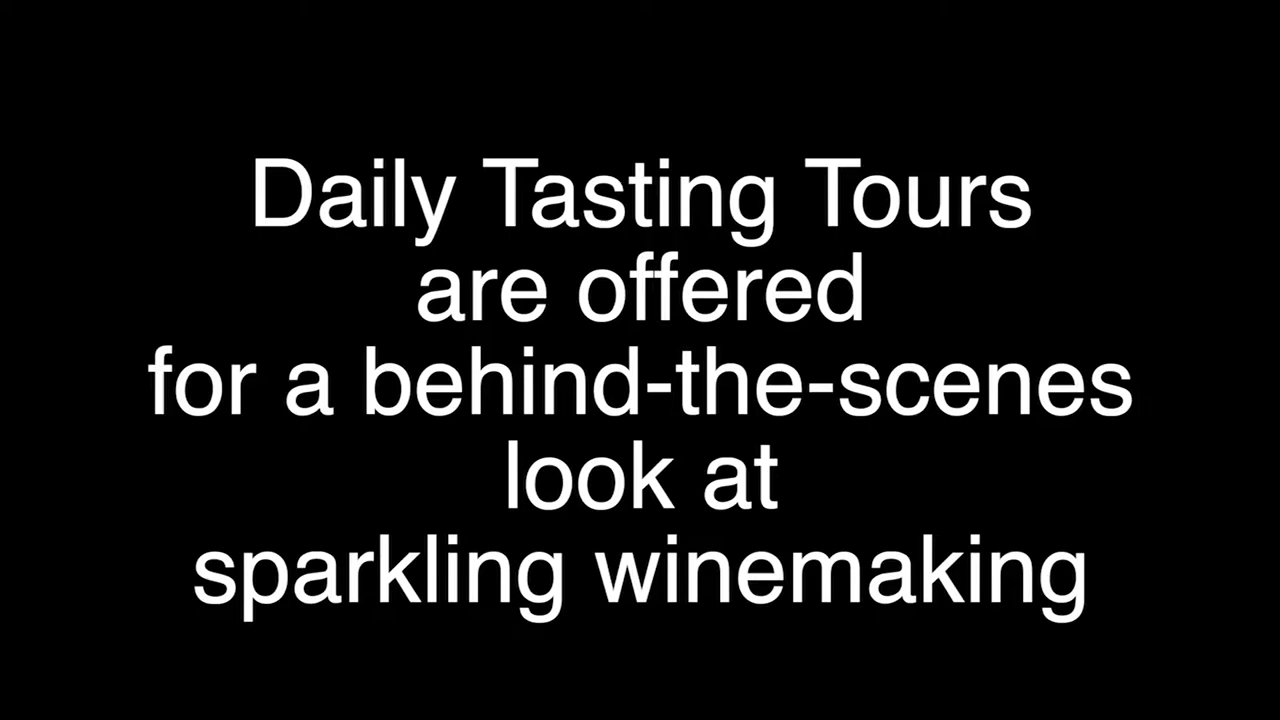 Daily Tasting Tours
are offered
for a behind-the-scenes
look at
sparkling winemaking